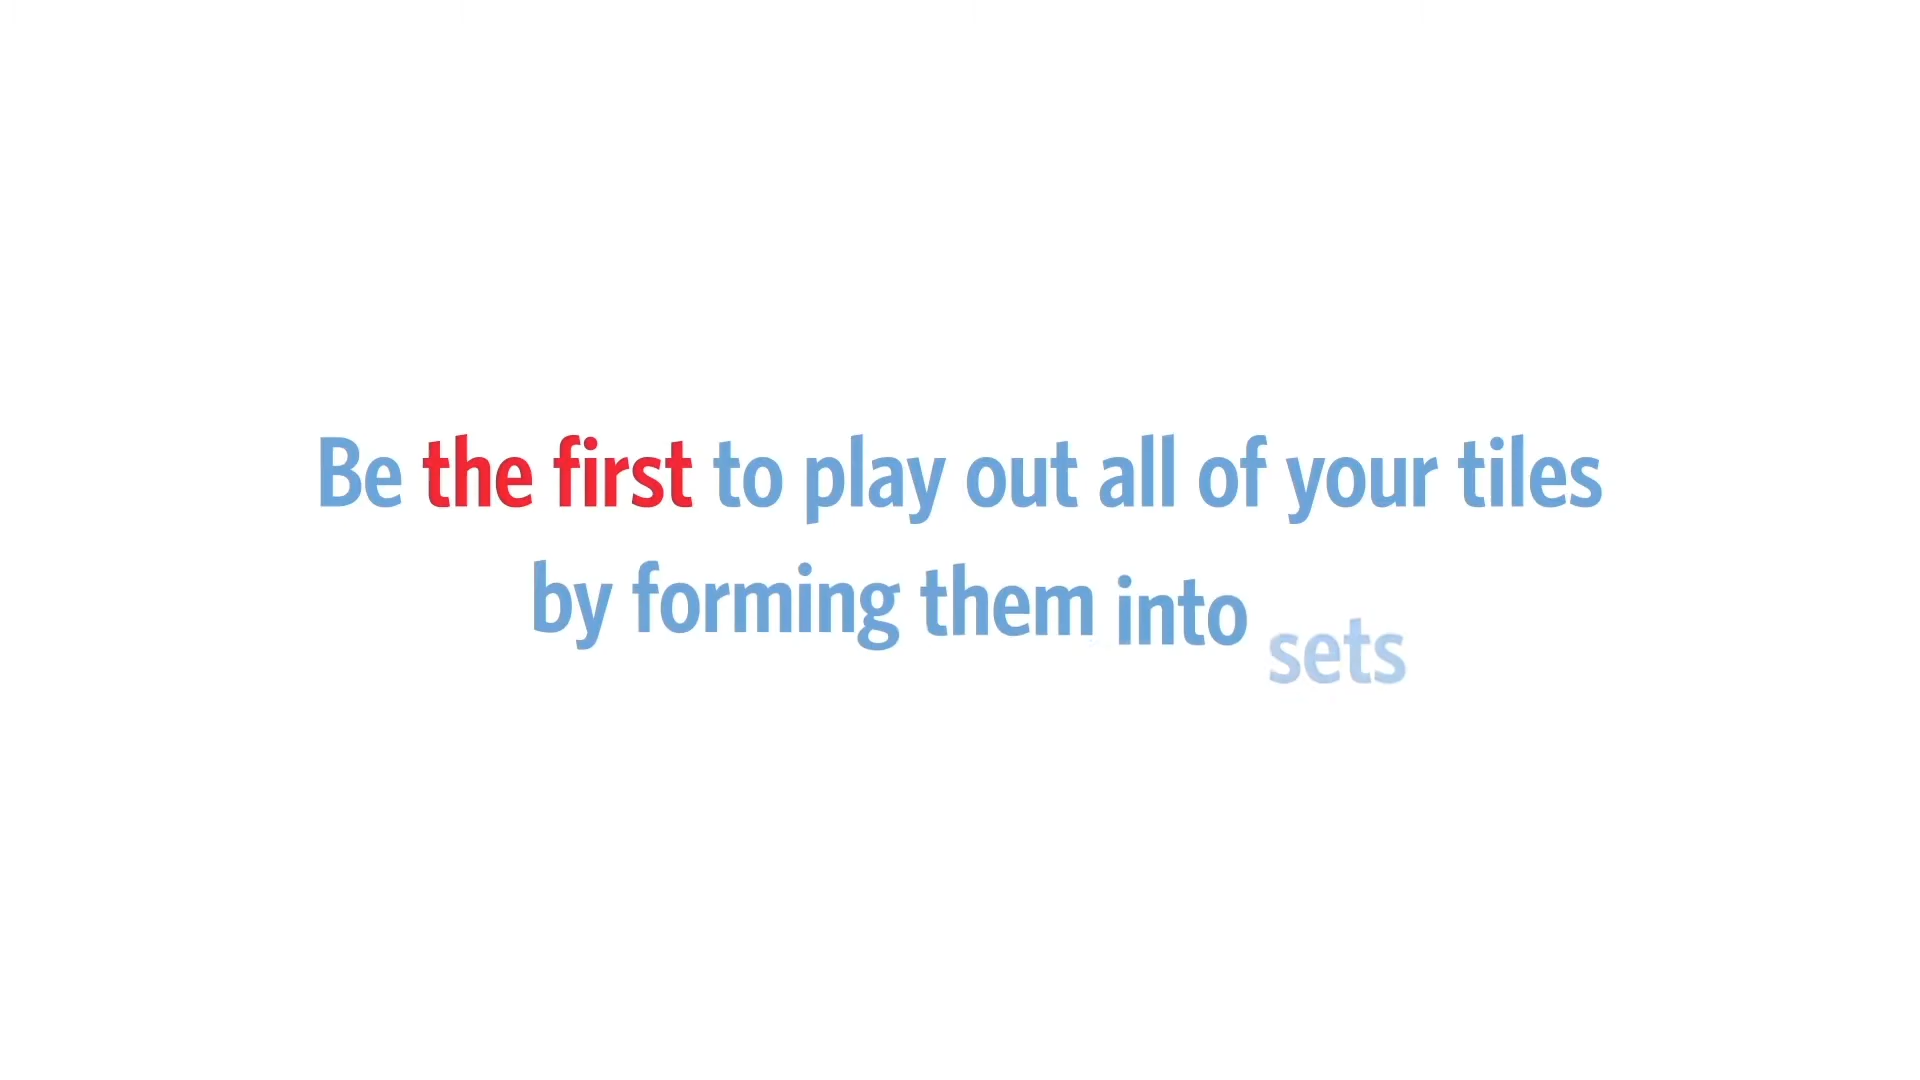 Be the first to play out all of your tiles
by forming them into sets